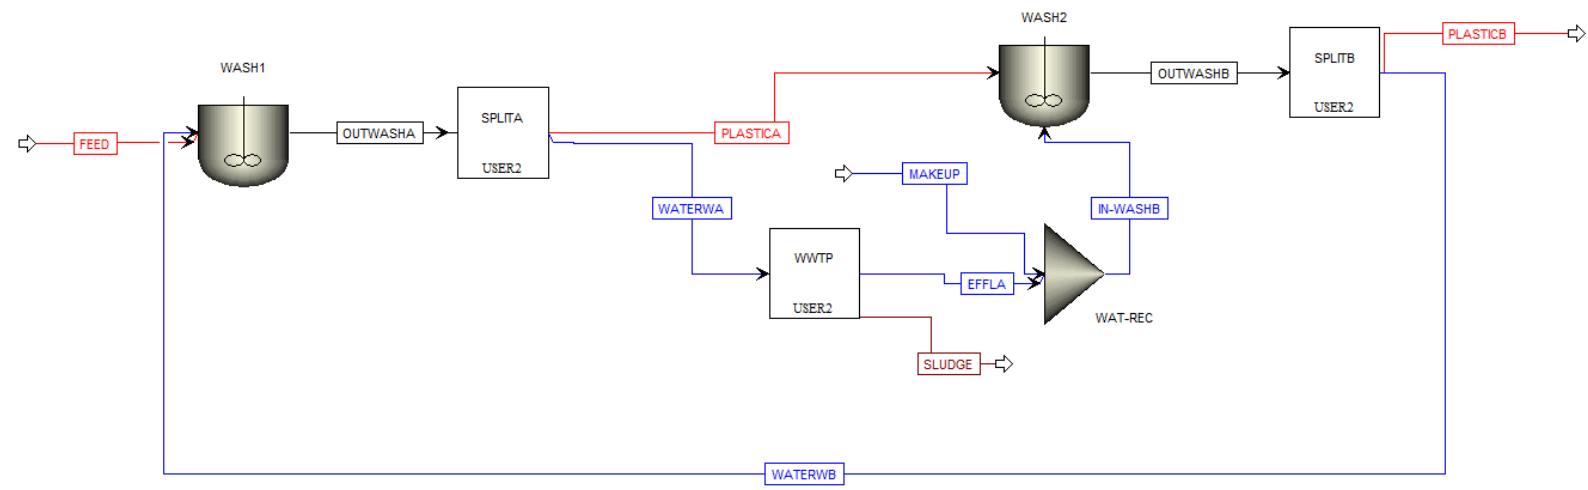 WASH2
PLASTICB
WASH1
SPLITB
OUTWASHB
USER2
SPLITA
OUTWASHA
PLASTICA
FEED
USER2
MAKEUP
WATERWA
IN-WASHB
WWTP
EFFLA
USER2
WAT-REC
SLUDGE
WATERWB